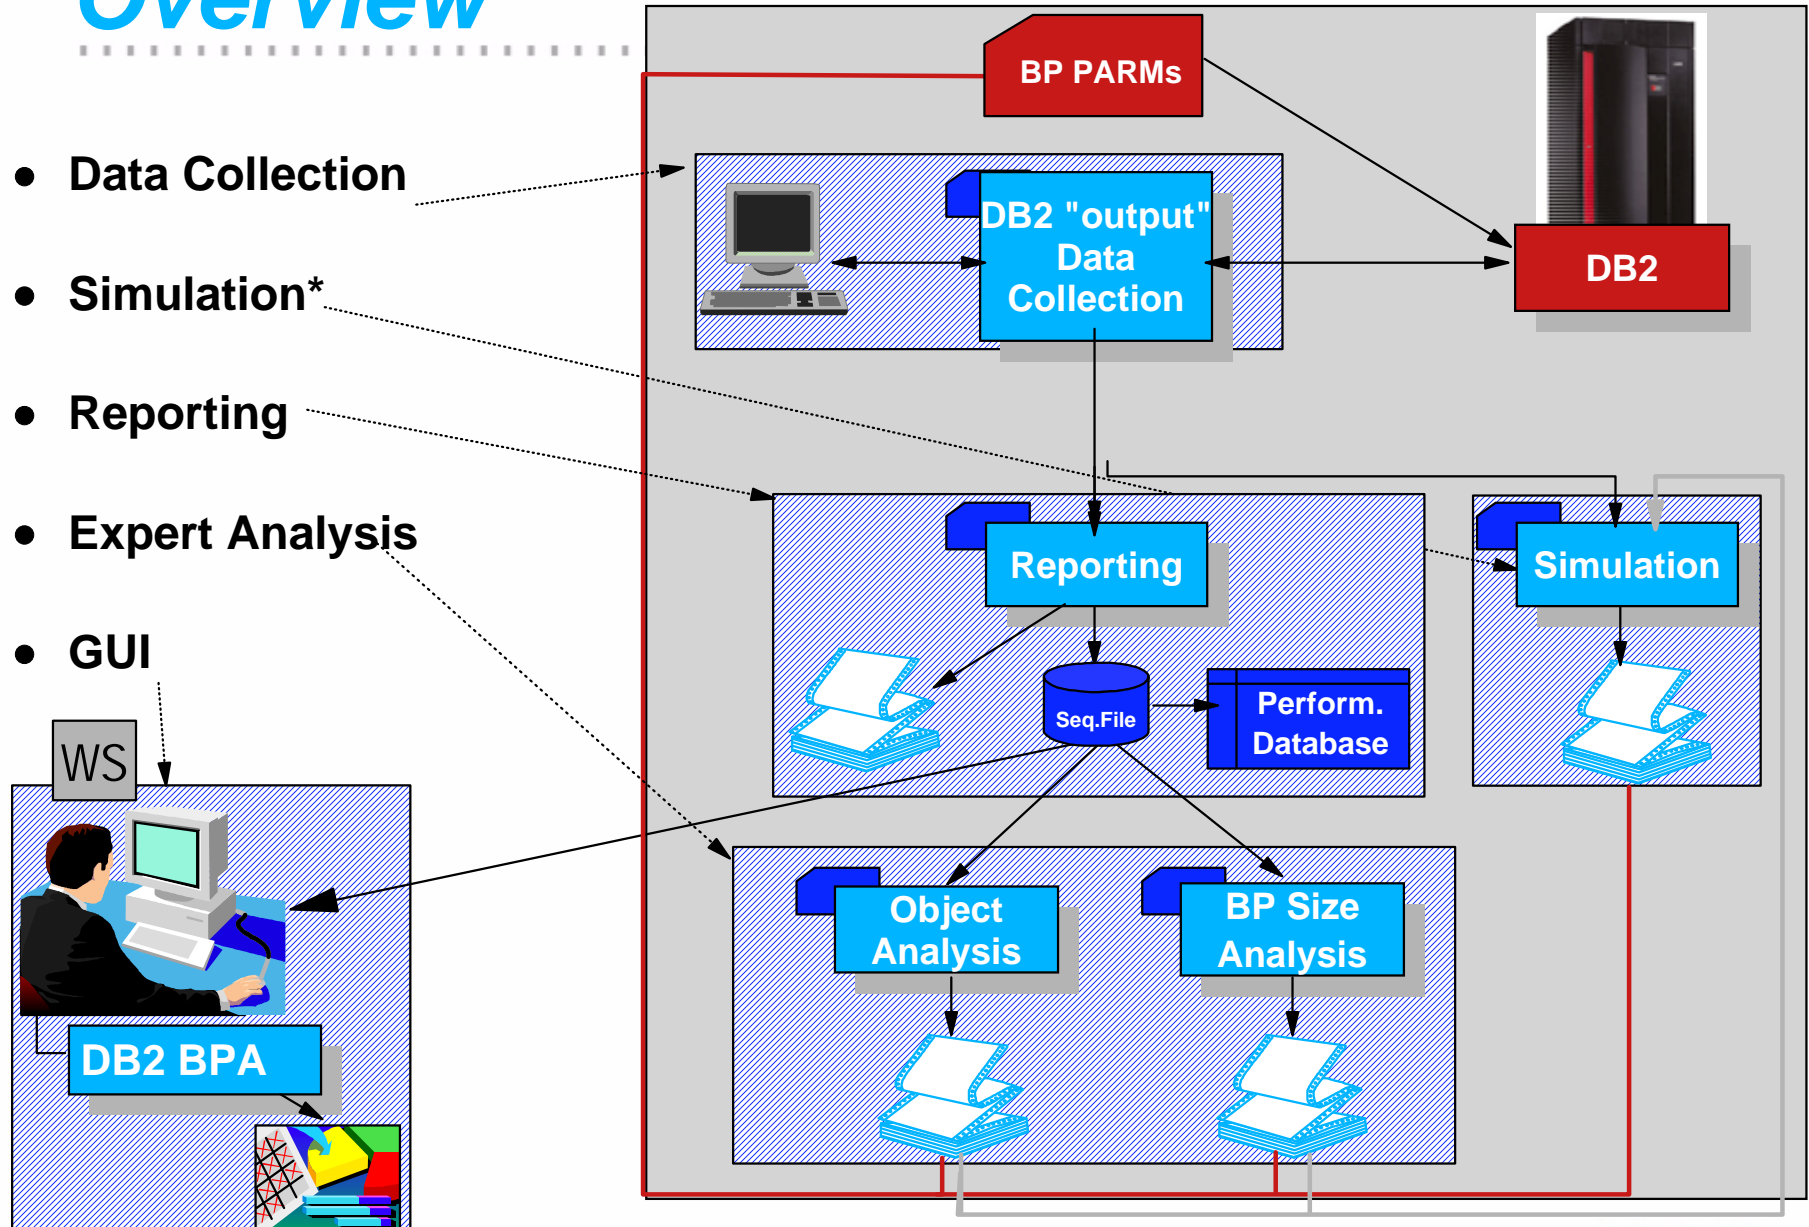 Overview
● Data Collection
● Simulation*
● Reporting
● Expert Analysis
● GUI
WS
DB2 BPA
BP PARMs
DB2 "output"
Data
Collection
DB2
Reporting
Simulation
Seq.File
Perform.
Database
Object
Analysis
BP Size
Analysis